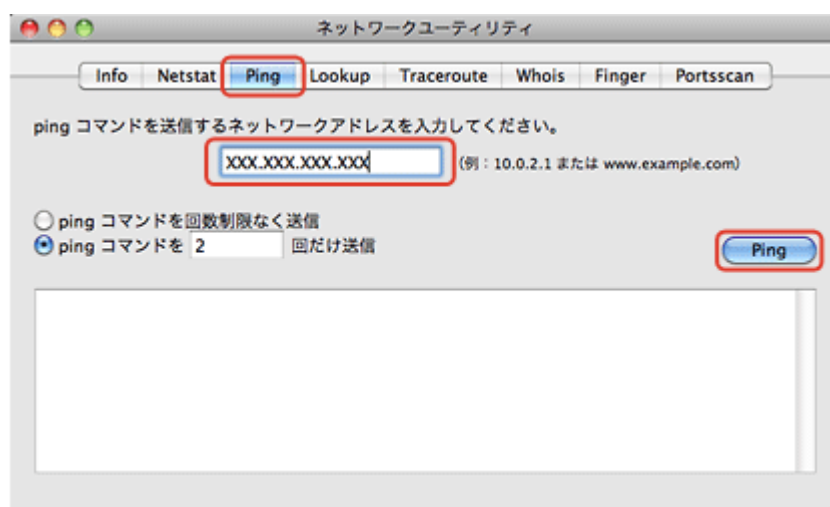 ネットワークユーティリティ
Info Netstat Ping Lookup Traceroute Whois Finger Portsscan
ping コマンドを送信するネットワークアドレスを入力してください。
XXX.XXX.XXX.XXX (例：10.0.2.1 または www.example.com)
ping コマンドを回数制限なく送信
ping コマンドを 2 回だけ送信
Ping